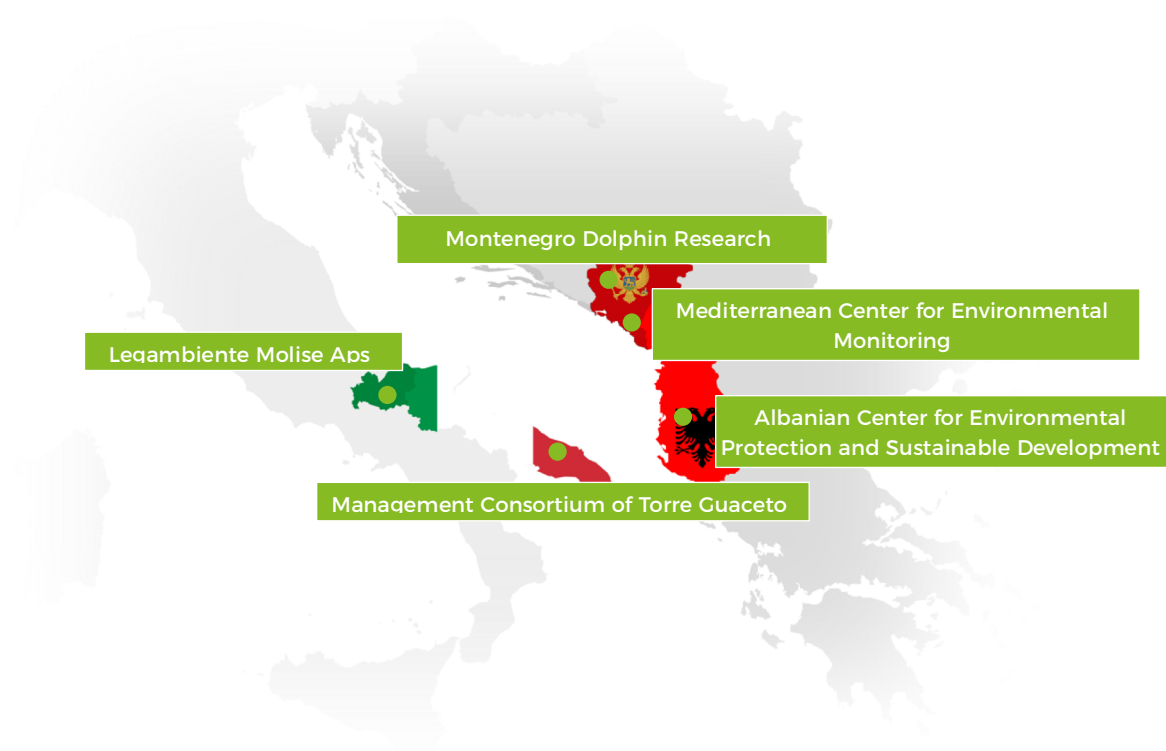 Montenegro Dolphin Research
Mediterranean Center for Environmental
Monitoring
Legambiente Molise Aps
Albanian Center for Environmental
Protection and Sustainable Development
Management Consortium of Torre Guaceto